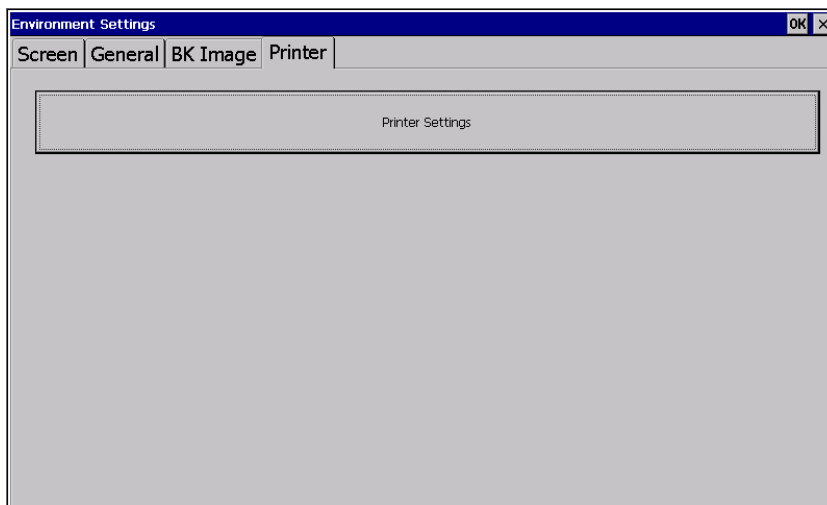 Environment Settings OK ×
Screen General BK Image Printer
Printer Settings